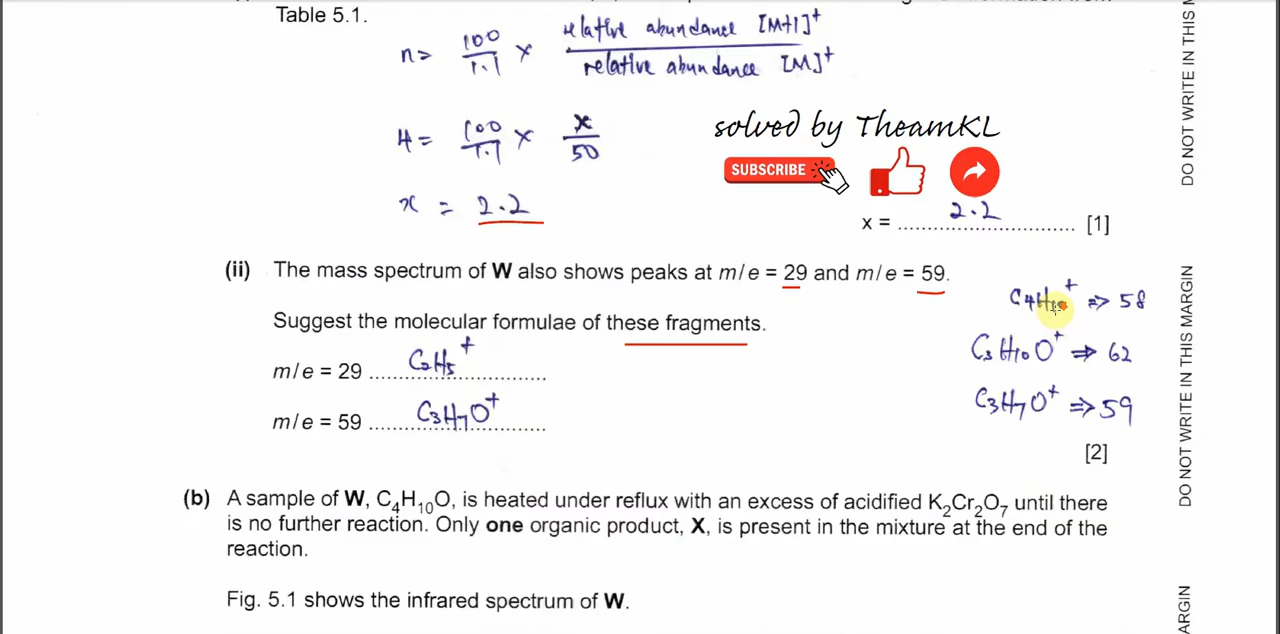 Table 5.1.
n = 100/1.1 × relative abundance [M+1]⁺ / relative abundance [M]⁺
4 = 100/1.1 × x/50
solved by TheamKL
SUBSCRIBE
x = 2.2
x = 2.2 [1]
(ii) The mass spectrum of W also shows peaks at m/e = 29 and m/e = 59.
C₄H₁₀⁺ => 58
Suggest the molecular formulae of these fragments.
C₃H₁₀O⁺ => 62
m/e = 29 C₂H₅⁺
C₃H₇O⁺ => 59
m/e = 59 C₃H₇O⁺
[2]
(b) A sample of W, C₄H₁₀O, is heated under reflux with an excess of acidified K₂Cr₂O₇ until there
is no further reaction. Only one organic product, X, is present in the mixture at the end of the
reaction.
Fig. 5.1 shows the infrared spectrum of W.
DO NOT WRITE IN THIS
DO NOT WRITE IN THIS MARGIN
ARGIN